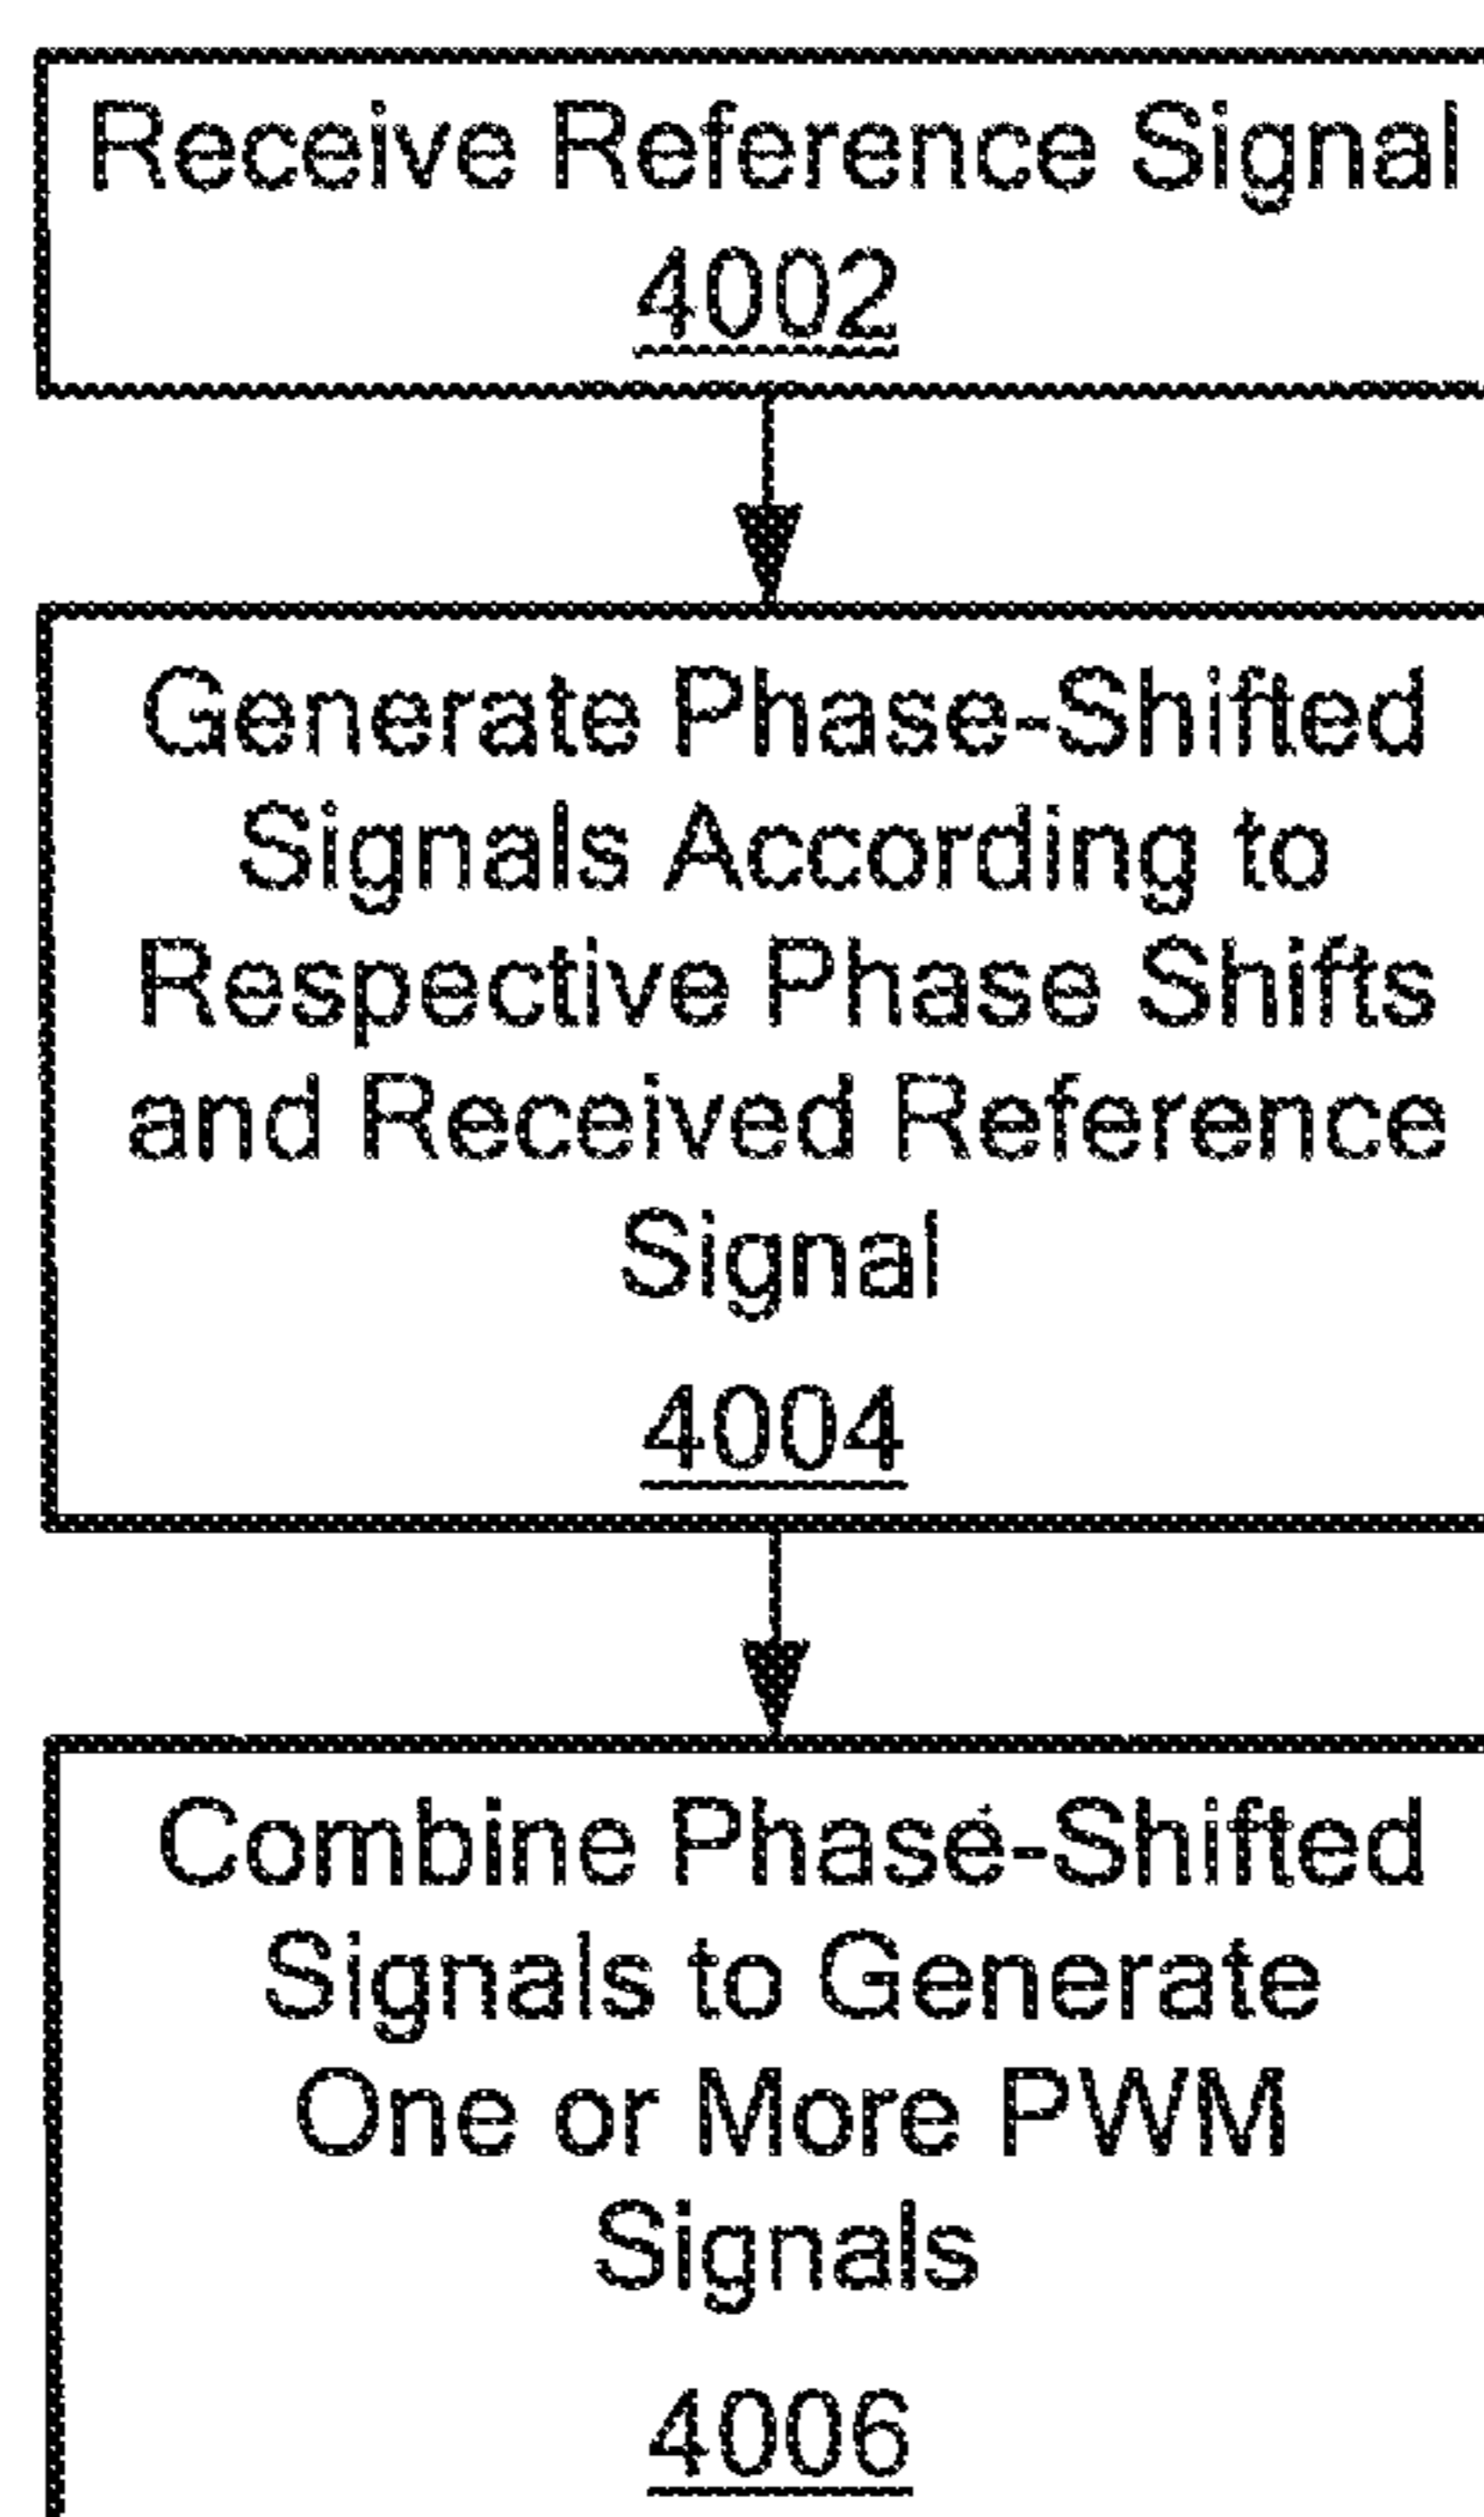 Receive Reference Signal
4002
Generate Phase-Shifted
Signals According to
Respective Phase Shifts
and Received Reference
Signal
4004
Combine Phase-Shifted
Signals to Generate
One or More PWM
Signals
4006